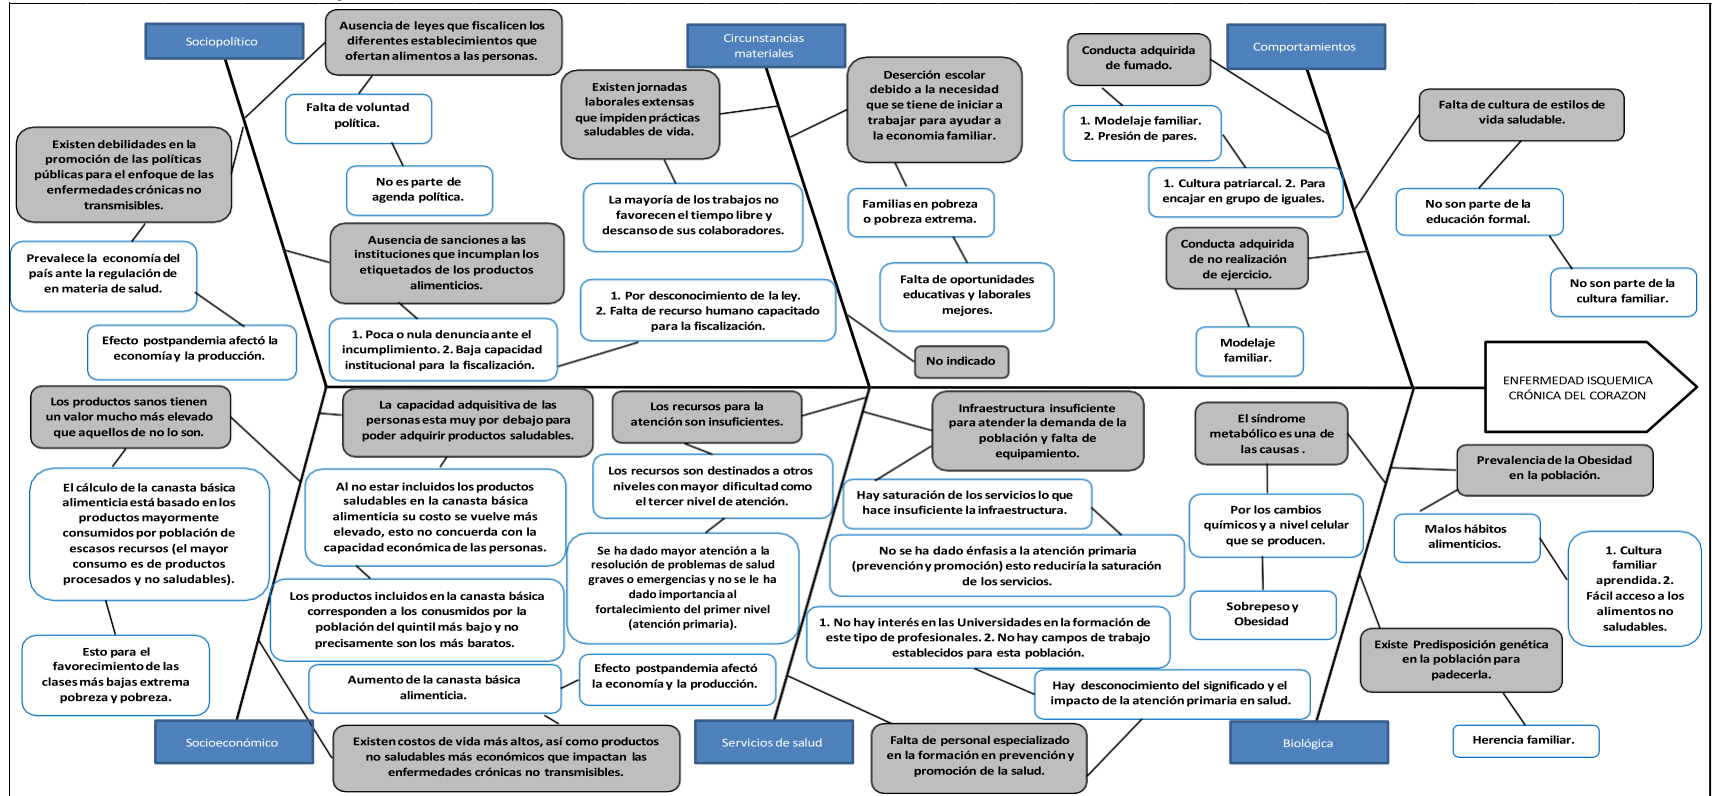 Sociopolítico
Ausencia de leyes que fiscalicen los
diferentes establecimientos que
ofertan alimentos a las personas.
Falta de voluntad
política.
No es parte de
agenda política.
Existen debilidades en la
promoción de las políticas
públicas para el enfoque de las
enfermedades crónicas no
transmisibles.
Prevalece la economía del
país ante la regulación de
en materia de salud.
Efecto postpandemia afectó la
economía y la producción.
Ausencia de sanciones a las
instituciones que incumplan los
etiquetados de los productos
alimenticios.
1. Poca o nula denuncia ante el
incumplimiento. 2. Baja capacidad
institucional para la fiscalización.
1. Por desconocimiento de la ley.
2. Falta de recurso humano capacitado
para la fiscalización.
Circunstancias
materiales
Existen jornadas
laborales extensas
que impiden prácticas
saludables de vida.
La mayoría de los trabajos no
favorecen el tiempo libre y
descanso de sus colaboradores.
Deserción escolar
debido a la necesidad
que se tiene de iniciar a
trabajar para ayudar a
la economia familiar.
Familias en pobreza
o pobreza extrema.
Falta de oportunidades
educativas y laborales
mejores.
No indicado
Comportamientos
Conducta adquirida
de fumado.
1. Modelaje familiar.
2. Presión de pares.
1. Cultura patriarcal. 2. Para
encajar en grupo de iguales.
Conducta adquirida
de no realización
de ejercicio.
Modelaje
familiar.
Falta de cultura de estilos de
vida saludable.
No son parte de la
educación formal.
No son parte de la
cultura familiar.
ENFERMEDAD ISQUEMICA
CRÓNICA DEL CORAZON
Los productos sanos tienen
un valor mucho más elevado
que aquellos de no lo son.
El cálculo de la canasta básica
alimenticia está basado en los
productos mayormente
consumidos por población de
escasos recursos (el mayor
consumo es de productos
procesados y no saludables).
Esto para el
favorecimiento de las
clases más bajas extrema
pobreza y pobreza.
La capacidad adquisitiva de las
personas esta muy por debajo para
poder adquirir productos saludables.
Al no estar incluidos los productos
saludables en la canasta básica
alimenticia su costo se vuelve más
elevado, esto no concuerda con la
capacidad económica de las personas.
Los productos incluidos en la canasta básica
corresponden a los conusmidos por la
población del quintil más bajo y no
precisamente son los más baratos.
Aumento de la canasta básica
alimenticia.
Efecto postpandemia afectó
la economía y la producción.
Socioeconómico
Existen costos de vida más altos, así como productos
no saludables más económicos que impactan las
enfermedades crónicas no transmisibles.
Los recursos para la
atención son insuficientes.
Los recursos son destinados a otros
niveles con mayor dificultad como
el tercer nivel de atención.
Se ha dado mayor atención a la
resolución de problemas de salud
graves o emergencias y no se le ha
dado importancia al
fortalecimiento del primer nivel
(atención primaria).
Infraestructura insuficiente
para atender la demanda de la
población y falta de
equipamiento.
Hay saturación de los servicios lo que
hace insuficiente la infraestructura.
No se ha dado énfasis a la atención primaria
(prevención y promoción) esto reduciría la saturación
de los servicios.
1. No hay interés en las Universidades en la formación de
este tipo de profesionales. 2. No hay campos de trabajo
establecidos para esta población.
Hay desconocimiento del significado y el
impacto de la atención primaria en salud.
Servicios de salud
Falta de personal especializado
en la formación en prevención y
promoción de la salud.
El síndrome
metabólico es una de
las causas .
Por los cambios
químicos y a nivel celular
que se producen.
Sobrepeso y
Obesidad
Prevalencia de la Obesidad
en la población.
Malos hábitos
alimenticios.
1. Cultura
familiar
aprendida. 2.
Fácil acceso a los
alimentos no
saludables.
Existe Predisposición genética
en la población para
padecerla.
Herencia familiar.
Biológica